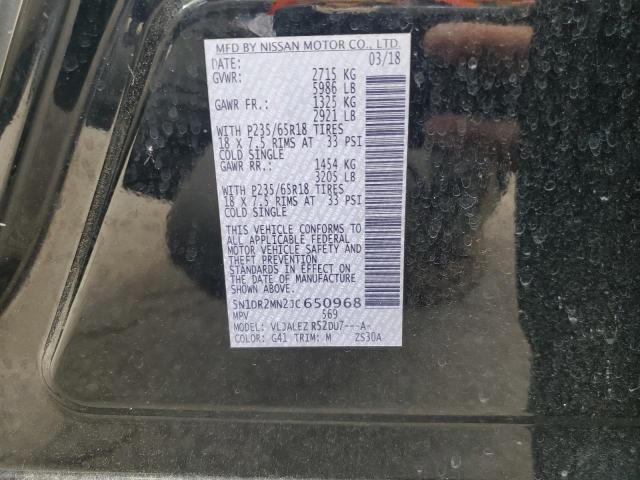 MFD BY NISSAN MOTOR CO., LTD.
DATE: 03/18
GVWR: 2715 KG
5986 LB
GAWR FR.: 1325 KG
2921 LB
WITH P235/65R18 TIRES
18 X 7.5 RIMS AT 33 PSI
COLD SINGLE
GAWR RR.: 1454 KG
3205 LB
WITH P235/65R18 TIRES
18 X 7.5 RIMS AT 33 PSI
COLD SINGLE
THIS VEHICLE CONFORMS TO
ALL APPLICABLE FEDERAL
MOTOR VEHICLE SAFETY AND
THEFT PREVENTION
STANDARDS IN EFFECT ON
THE DATE OF MANUFACTURE
SHOWN ABOVE.
5N1DR2MN2JC650968
MPV 569
MODEL: VLJALEZ R52DU7---A-
COLOR: G41 TRIM: M ZS30A